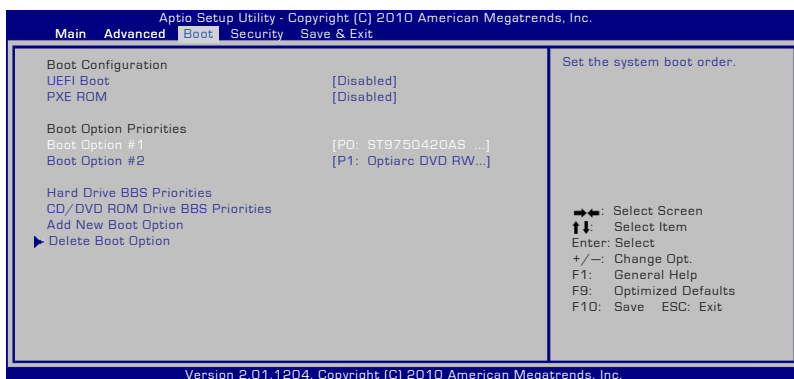 Aptio Setup Utility - Copyright (C) 2010 American Megatrends, Inc.
Main Advanced Boot Security Save & Exit
Boot Configuration
UEFI Boot [Disabled]
PXE ROM [Disabled]
Boot Option Priorities
Boot Option #1 [P0: ST9750420AS ...]
Boot Option #2 [P1: Optiarc DVD RW...]
Hard Drive BBS Priorities
CD/DVD ROM Drive BBS Priorities
Add New Boot Option
Delete Boot Option
Set the system boot order.
→←: Select Screen
↑↓: Select Item
Enter: Select
+/—: Change Opt.
F1: General Help
F9: Optimized Defaults
F10: Save ESC: Exit
Version 2.01.1204. Copyright (C) 2010 American Megatrends, Inc.